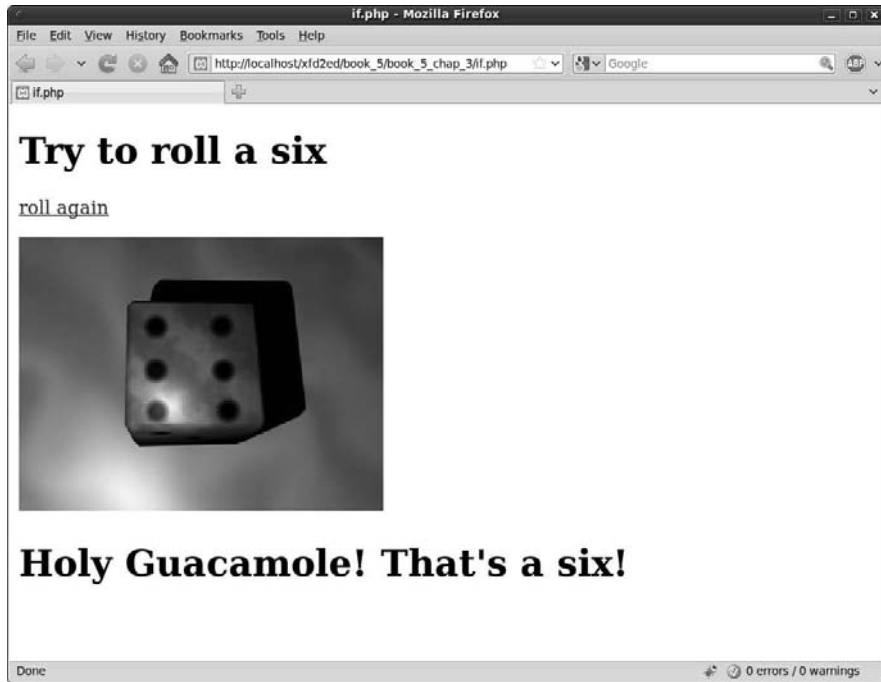 if.php - Mozilla Firefox
File Edit View History Bookmarks Tools Help
http://localhost/xfd2ed/book_5/book_5_chap_3/if.php
Google
ABP
if.php
Try to roll a six
roll again
Holy Guacamole! That's a six!
Done
0 errors / 0 warnings